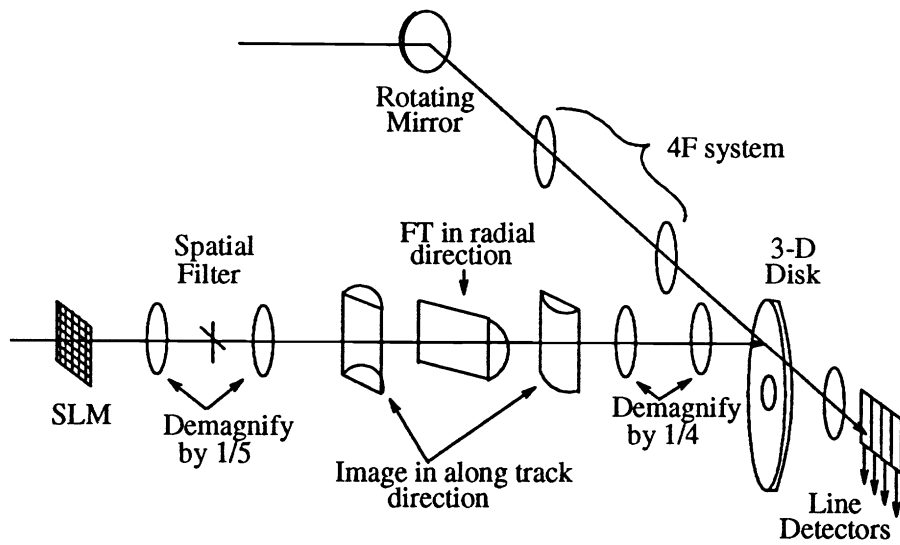 Rotating
Mirror
4F system
FT in radial
direction
3-D
Disk
Spatial
Filter
SLM
Demagnify
by 1/5
Demagnify
by 1/4
Image in along track
direction
Line
Detectors